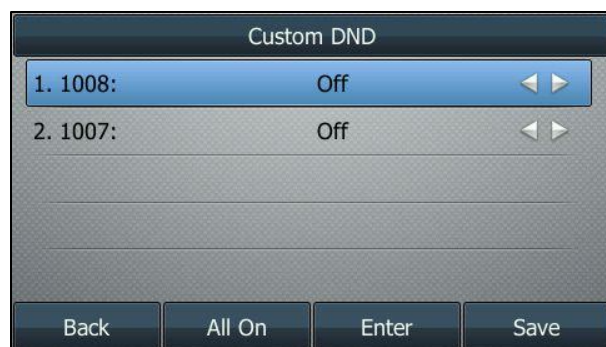 Custom DND
1. 1008: Off
2. 1007: Off
Back All On Enter Save